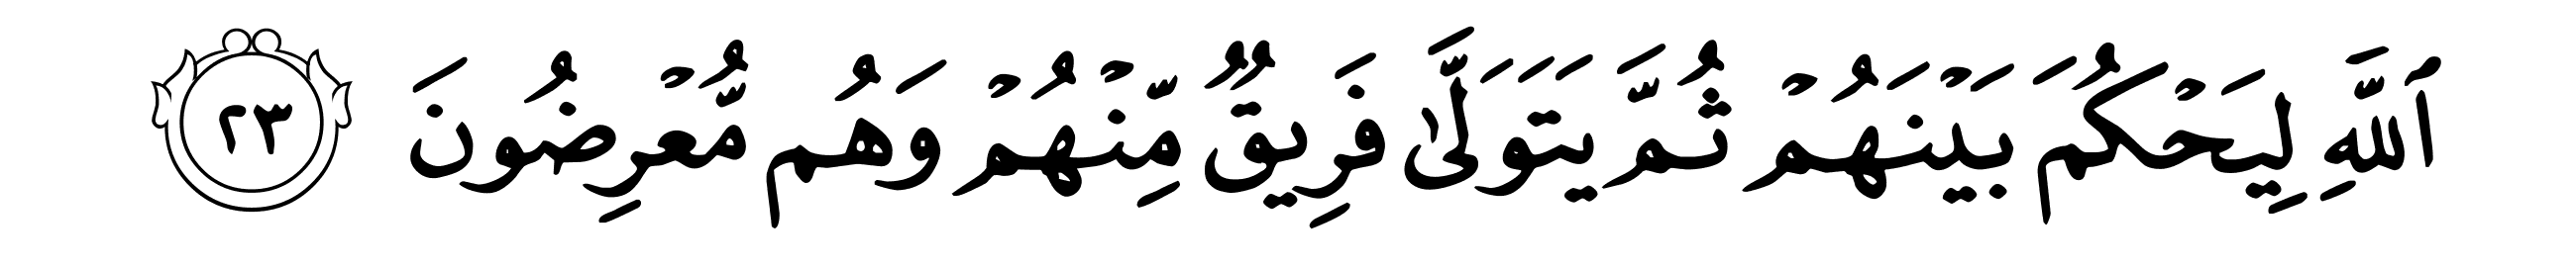 ٱللَّهِ لِيَحْكُمَ بَيْنَهُمْ ثُمَّ يَتَوَلَّىٰ فَرِيقٌ مِّنْهُمْ وَهُم مُّعْرِضُونَ ٢٣